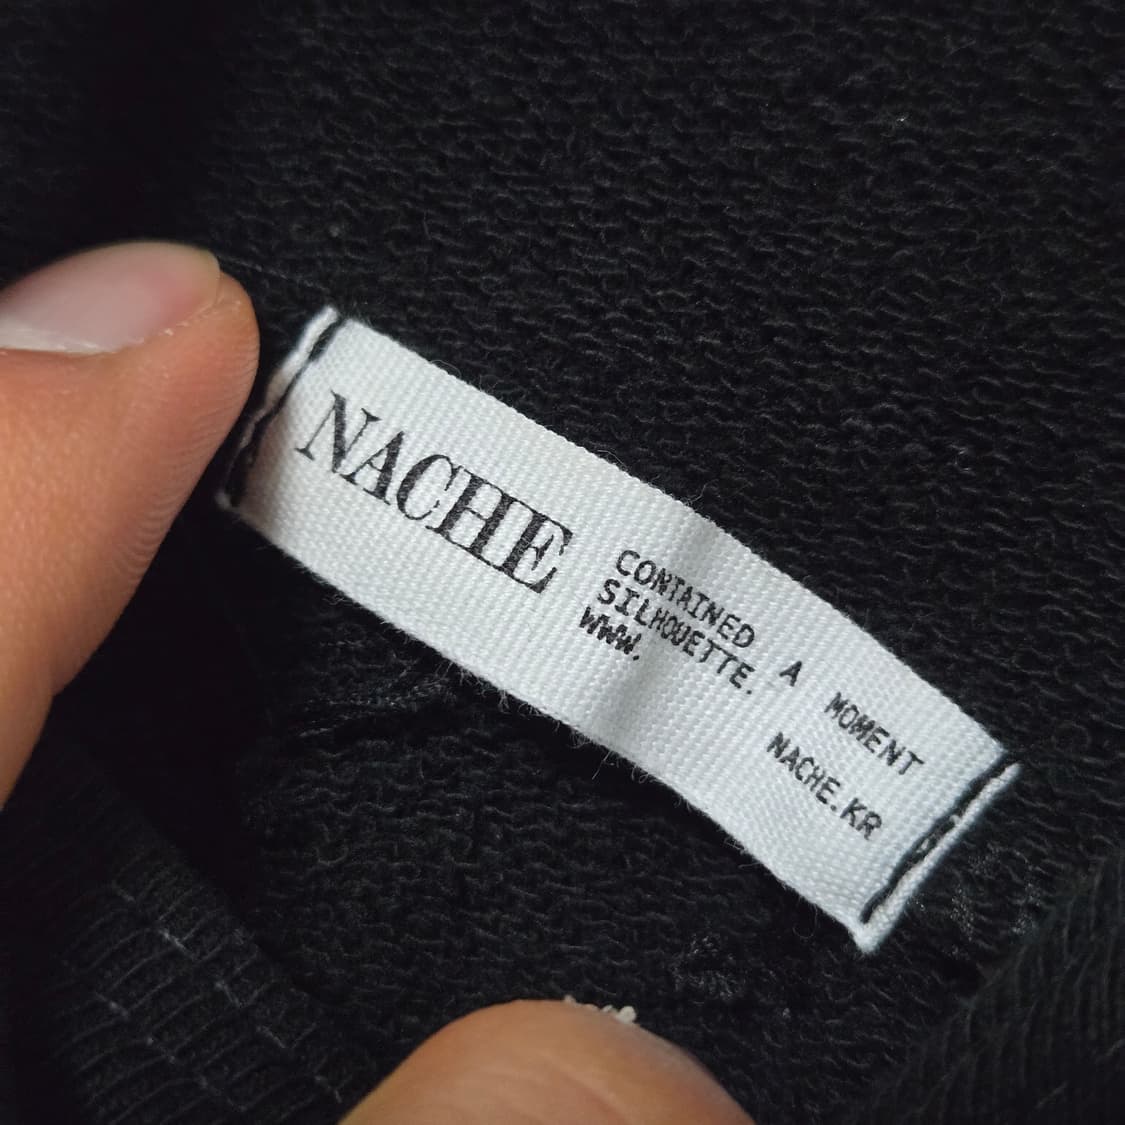 NACHE
CONTAINED A MOMENT
SILHOUETTE.
WWW. NACHE.KR